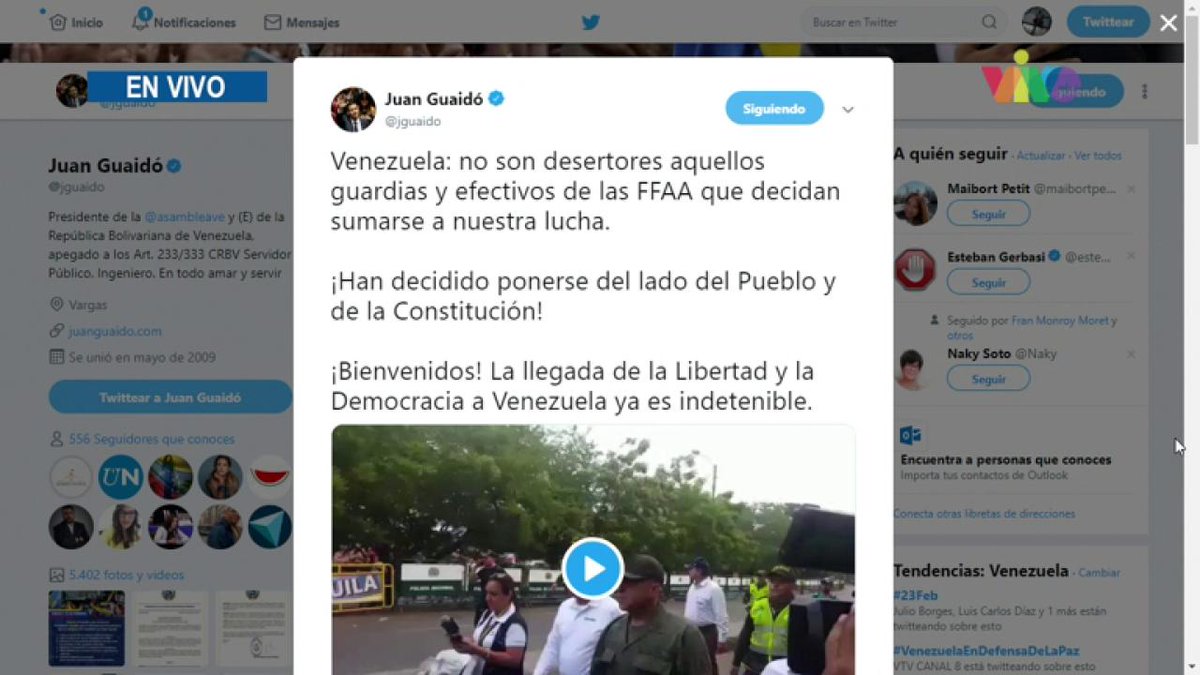 Inicio
1
Notificaciones
Mensajes
Buscar en Twitter
Twittear
EN VIVO
@jguaido
VIVO
Juan Guaidó
@jguaido
Presidente de la @asambleave y (E) de la
República Bolivariana de Venezuela,
apegado a los Art. 233/333 CRBV Servidor
Público. Ingeniero. En todo amar y servir
Vargas
juanguaido.com
Se unió en mayo de 2009
Twittear a Juan Guaidó
556 Seguidores que conoces
UN
5.402 fotos y videos
Juan Guaidó
@jguaido
Siguiendo
Venezuela: no son desertores aquellos
guardias y efectivos de las FFAA que decidan
sumarse a nuestra lucha.
¡Han decidido ponerse del lado del Pueblo y
de la Constitución!
¡Bienvenidos! La llegada de la Libertad y la
Democracia a Venezuela ya es indetenible.
UILA
A quién seguir · Actualizar · Ver todos
Maibort Petit @maibortpe...
Seguir
Esteban Gerbasi @este...
Seguir
Seguido por Fran Monroy Moret y
otros
Naky Soto @Naky
Seguir
Encuentra a personas que conoces
Importa tus contactos de Outlook
Conecta otras libretas de direcciones
Tendencias: Venezuela · Cambiar
#23Feb
Julio Borges, Luis Carlos Díaz y 1 más están
twitteando sobre esto
#VenezuelaEnDefensaDeLaPaz
VTV CANAL 8 está twitteando sobre esto